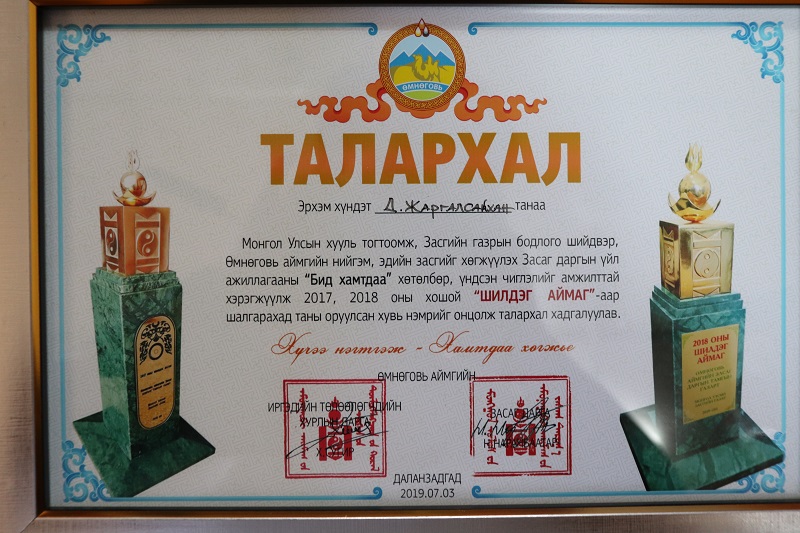 ӨМНӨГОВЬ
ТАЛАРХАЛ
Эрхэм хүндэт Д. Жаргалсайхан танаа
Монгол Улсын хууль тогтоомж, Засгийн газрын бодлого шийдвэр,
Өмнөговь аймгийн нийгэм, эдийн засгийг хөгжүүлэх Засаг даргын үйл
ажиллагааны “Бид хамтдаа” хөтөлбөр, үндсэн чиглэлийг амжилттай
хэрэгжүүлж 2017, 2018 оны хошой “ШИЛДЭГ АЙМАГ”-аар
шалгарахад таны оруулсан хувь нэмрийг онцолж талархал хадгалуулав.
Хүчээ нэгтгээж - Хамтдаа хөгжье
ӨМНӨГОВЬ АЙМГИЙН
ИРГЭДИЙН ТӨЛӨӨЛӨГЧДИЙН
ХУРЛЫН ДАРГА
ЗАСАГ ДАРГА
ДАЛАНЗАДГАД
2019.07.03
2018 ОНЫ
ШИЛДЭГ
АЙМАГ